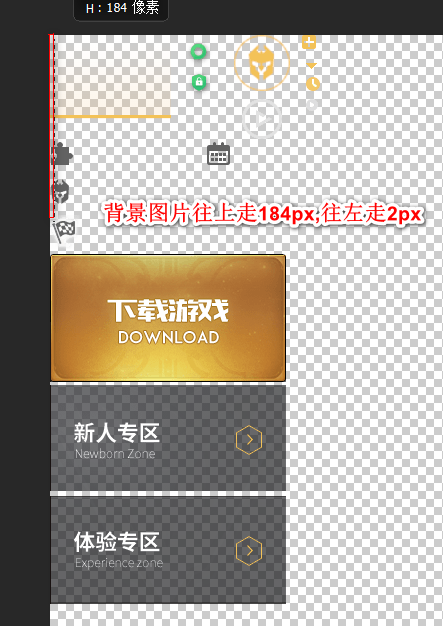 H : 184 像素
背景图片往上走184px;往左走2px
下载游戏
DOWNLOAD
新人专区
Newborn Zone
体验专区
Experience zone